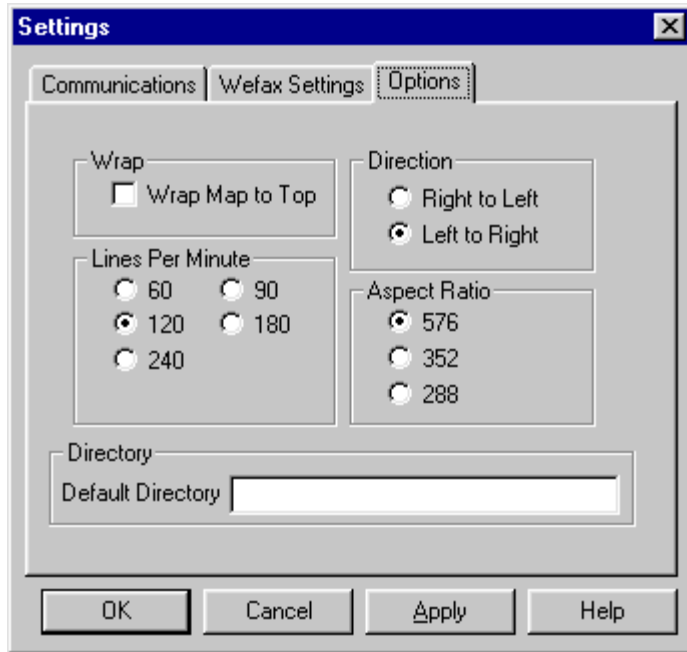 Settings
Communications Wefax Settings Options
Wrap
Wrap Map to Top
Direction
Right to Left
Left to Right
Lines Per Minute
60 90
120 180
240
Aspect Ratio
576
352
288
Directory
Default Directory
OK Cancel Apply Help